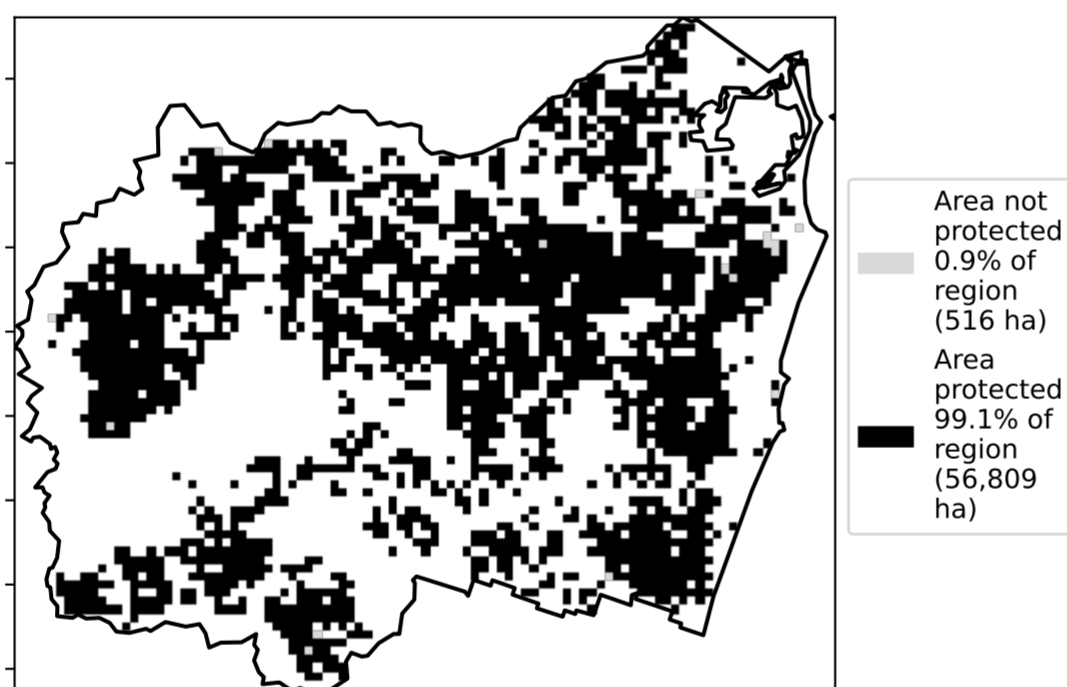 Area not
protected
0.9% of
region
(516 ha)
Area
protected
99.1% of
region
(56,809
ha)